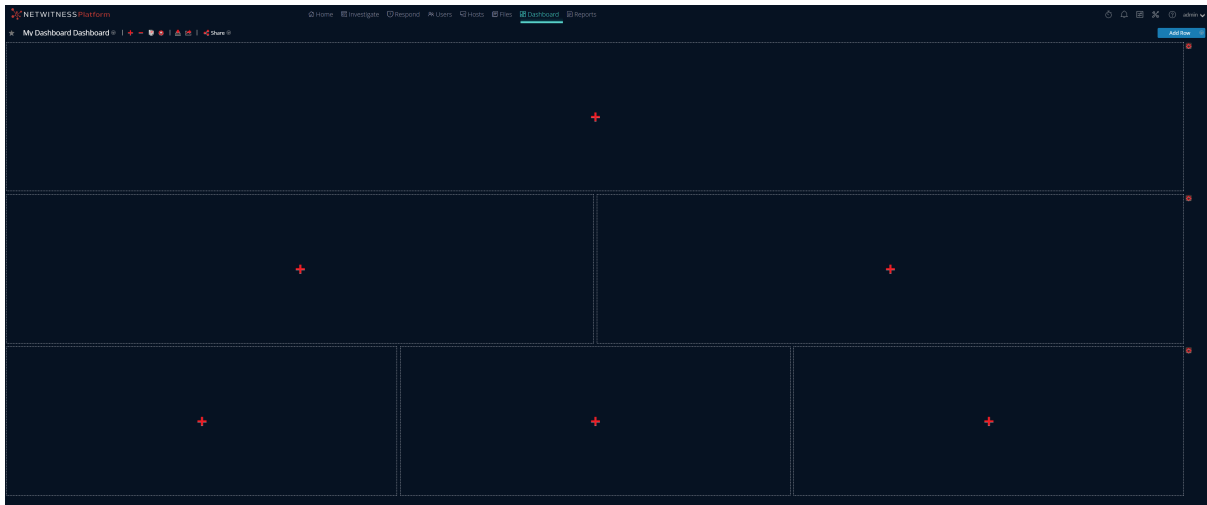 NETWITNESS Platform Home Investigate Respond Users Hosts Files Dashboard Reports admin
My Dashboard Dashboard Share Add Row